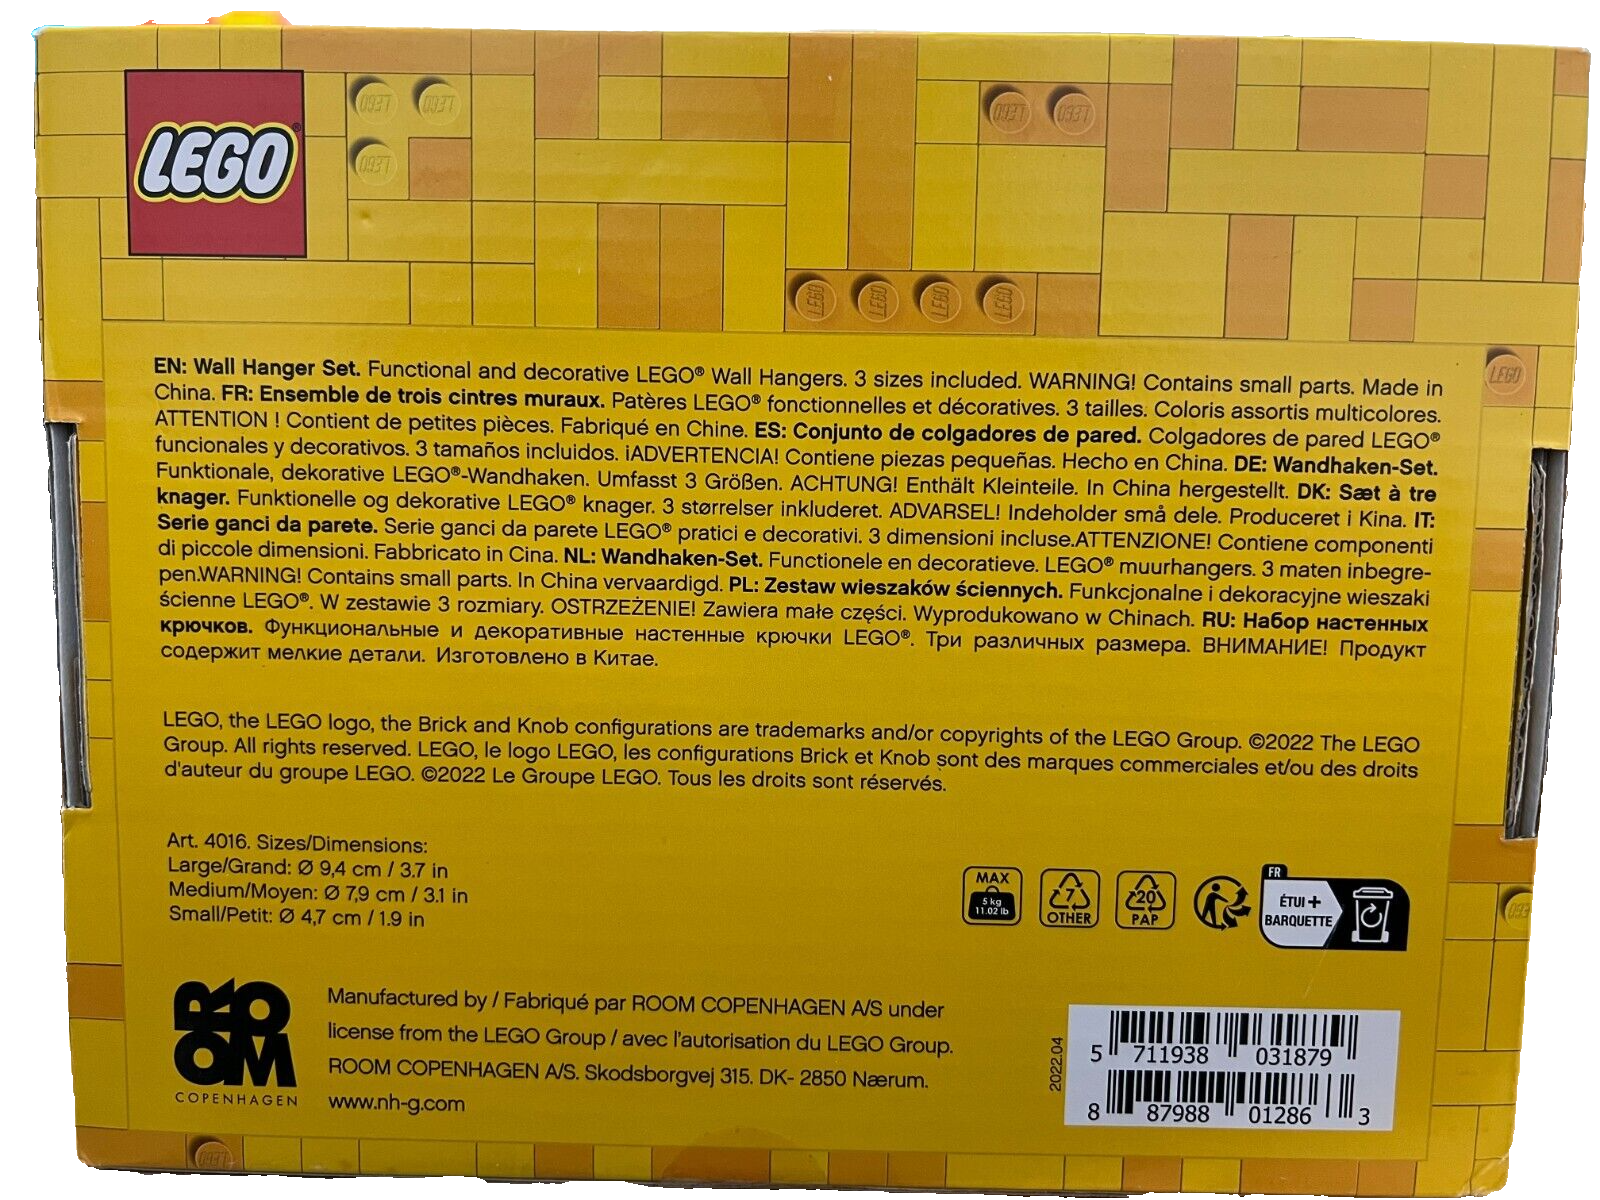 LEGO®
EN: Wall Hanger Set. Functional and decorative LEGO® Wall Hangers. 3 sizes included. WARNING! Contains small parts. Made in
China. FR: Ensemble de trois cintres muraux. Patères LEGO® fonctionnelles et décoratives. 3 tailles. Coloris assortis multicolores.
ATTENTION ! Contient de petites pièces. Fabriqué en Chine. ES: Conjunto de colgadores de pared. Colgadores de pared LEGO®
funcionales y decorativos. 3 tamaños incluidos. ¡ADVERTENCIA! Contiene piezas pequeñas. Hecho en China. DE: Wandhaken-Set.
Funktionale, dekorative LEGO®-Wandhaken. Umfasst 3 Größen. ACHTUNG! Enthält Kleinteile. In China hergestellt. DK: Sæt à tre
knager. Funktionelle og dekorative LEGO® knager. 3 størrelser inkluderet. ADVARSEL! Indeholder små dele. Produceret i Kina. IT:
Serie ganci da parete. Serie ganci da parete LEGO® pratici e decorativi. 3 dimensioni incluse.ATTENZIONE! Contiene componenti
di piccole dimensioni. Fabbricato in Cina. NL: Wandhaken-Set. Functionele en decoratieve. LEGO® muurhangers. 3 maten inbegre-
pen.WARNING! Contains small parts. In China vervaardigd. PL: Zestaw wieszaków ściennych. Funkcjonalne i dekoracyjne wieszaki
ścienne LEGO®. W zestawie 3 rozmiary. OSTRZEŻENIE! Zawiera małe części. Wyprodukowano w Chinach. RU: Набор настенных
крючков. Функциональные и декоративные настенные крючки LEGO®. Три различных размера. ВНИМАНИЕ! Продукт
содержит мелкие детали. Изготовлено в Китае.
LEGO, the LEGO logo, the Brick and Knob configurations are trademarks and/or copyrights of the LEGO Group. ©2022 The LEGO
Group. All rights reserved. LEGO, le logo LEGO, les configurations Brick et Knob sont des marques commerciales et/ou des droits
d'auteur du groupe LEGO. ©2022 Le Groupe LEGO. Tous les droits sont réservés.
Art. 4016. Sizes/Dimensions:
Large/Grand: Ø 9,4 cm / 3.7 in
Medium/Moyen: Ø 7,9 cm / 3.1 in
Small/Petit: Ø 4,7 cm / 1.9 in
MAX
5 kg
11.02 lb
7
OTHER
20
PAP
FR
ÉTUI +
BARQUETTE
ROOM
COPENHAGEN
Manufactured by / Fabriqué par ROOM COPENHAGEN A/S under
license from the LEGO Group / avec l'autorisation du LEGO Group.
ROOM COPENHAGEN A/S. Skodsborgvej 315. DK- 2850 Nærum.
www.nh-g.com
2022.04
5 711938 031879
8 87988 01286 3
LEGO
LEGO
LEGO
LEGO
LEGO
LEGO
LEGO
LEGO
LEGO
LEGO
LEGO
LEGO